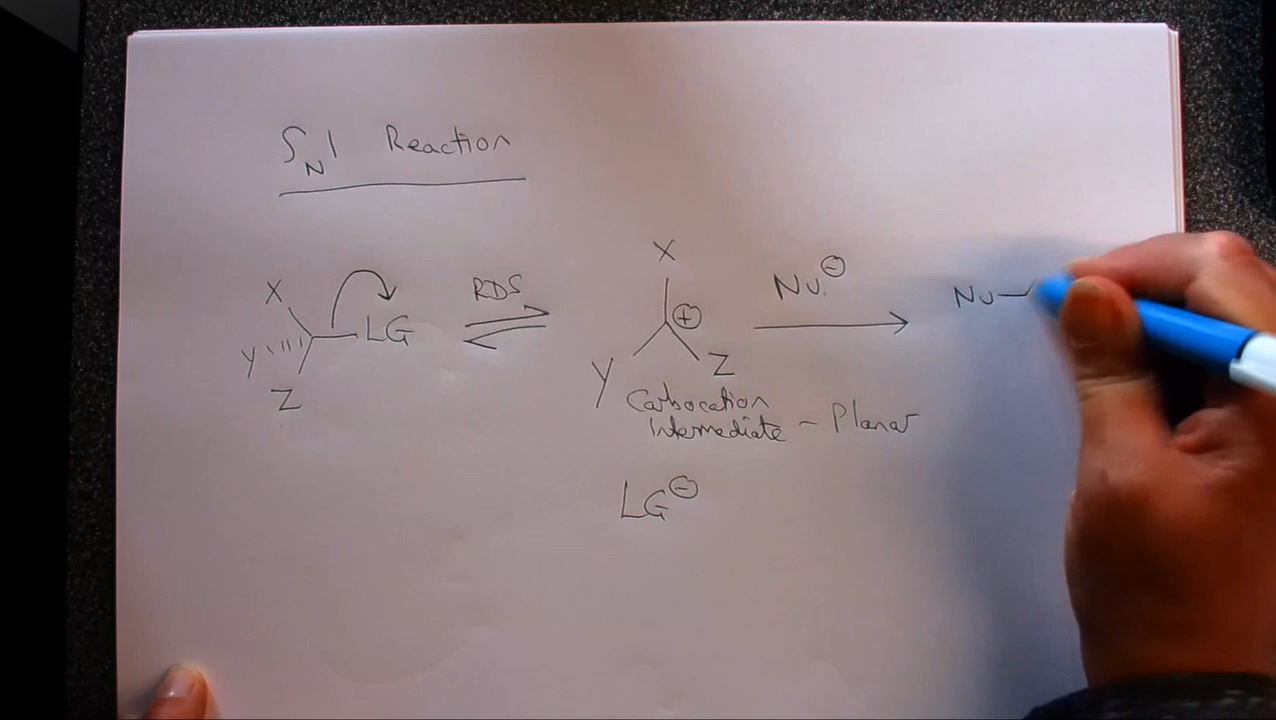 SN1 Reaction
X
Y
Z
LG
RDS
X
⊕
Y
Z
Nu⊖
Nu
Carbocation
Intermediate - Planar
LG⊖